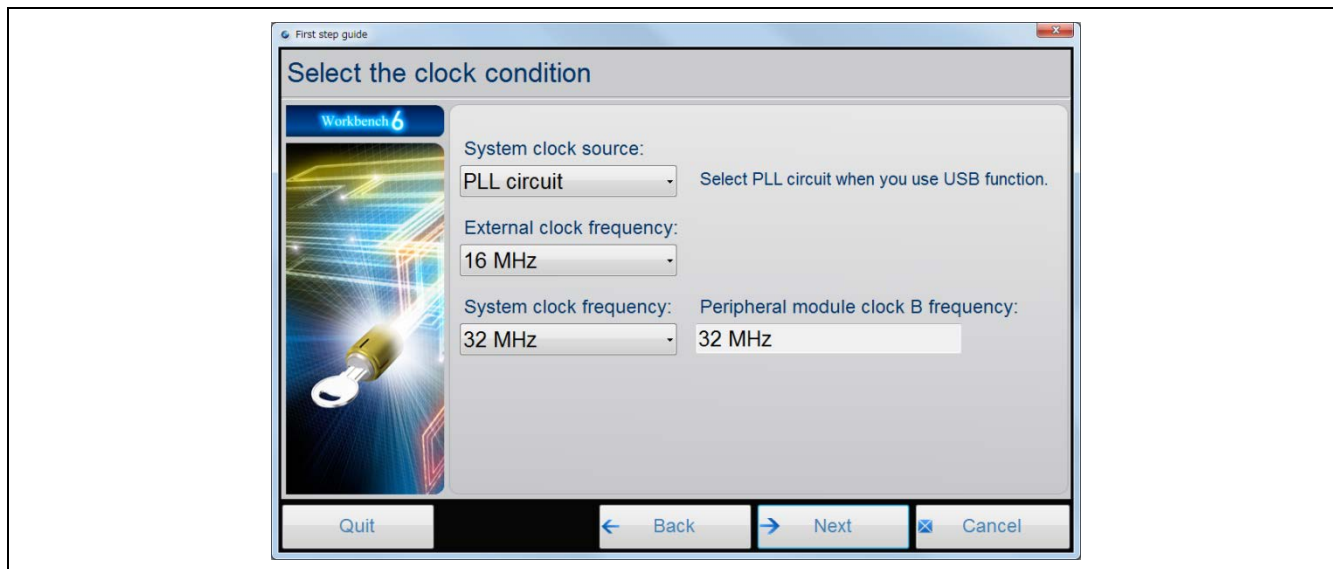 First step guide
Select the clock condition
Workbench 6
System clock source:
PLL circuit
Select PLL circuit when you use USB function.
External clock frequency:
16 MHz
System clock frequency:
Peripheral module clock B frequency:
32 MHz
32 MHz
Quit
Back
Next
Cancel